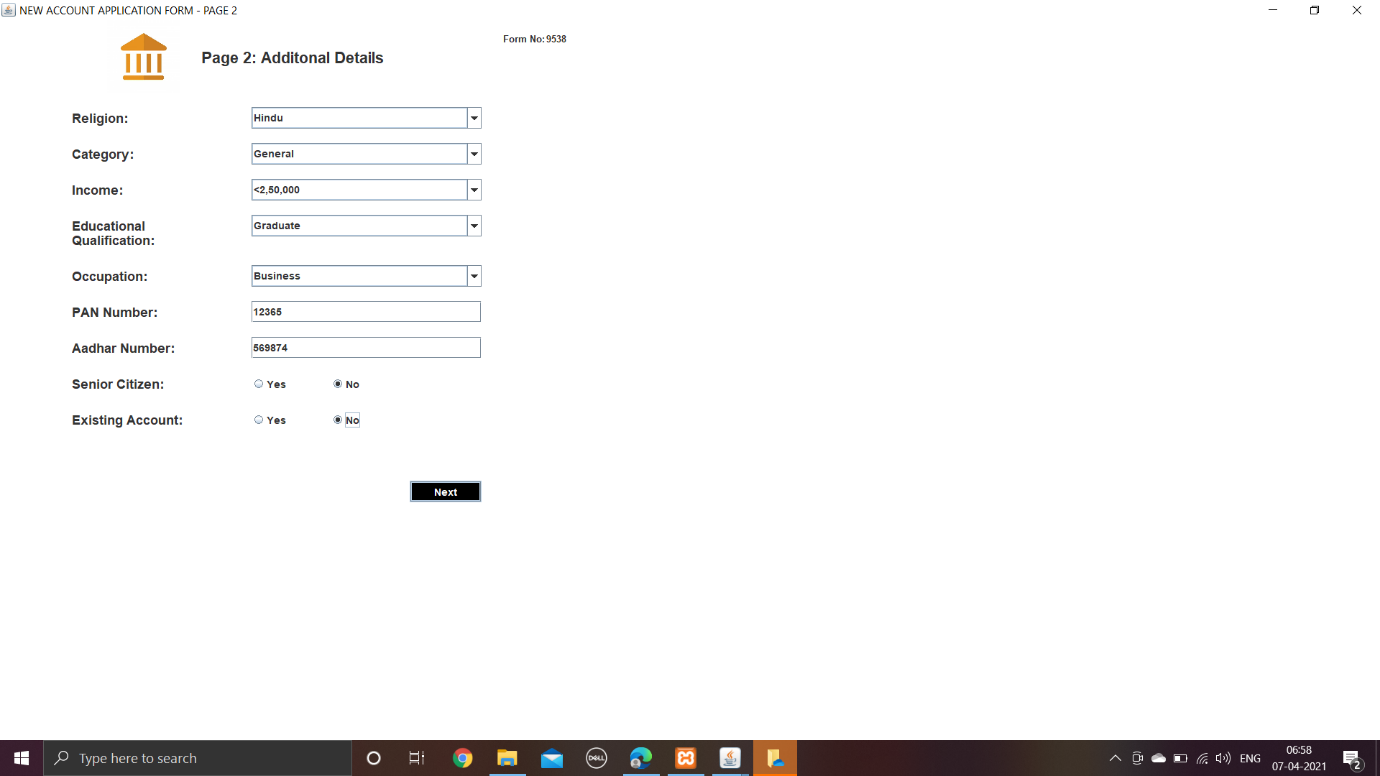 NEW ACCOUNT APPLICATION FORM - PAGE 2
Form No: 9538
Page 2: Additonal Details
Religion: Hindu
Category: General
Income: <2,50,000
Educational Graduate
Qualification:
Occupation: Business
PAN Number: 12365
Aadhar Number: 569874
Senior Citizen: Yes No
Existing Account: Yes No
Next
Type here to search DELL ENG 06:58
07-04-2021 2